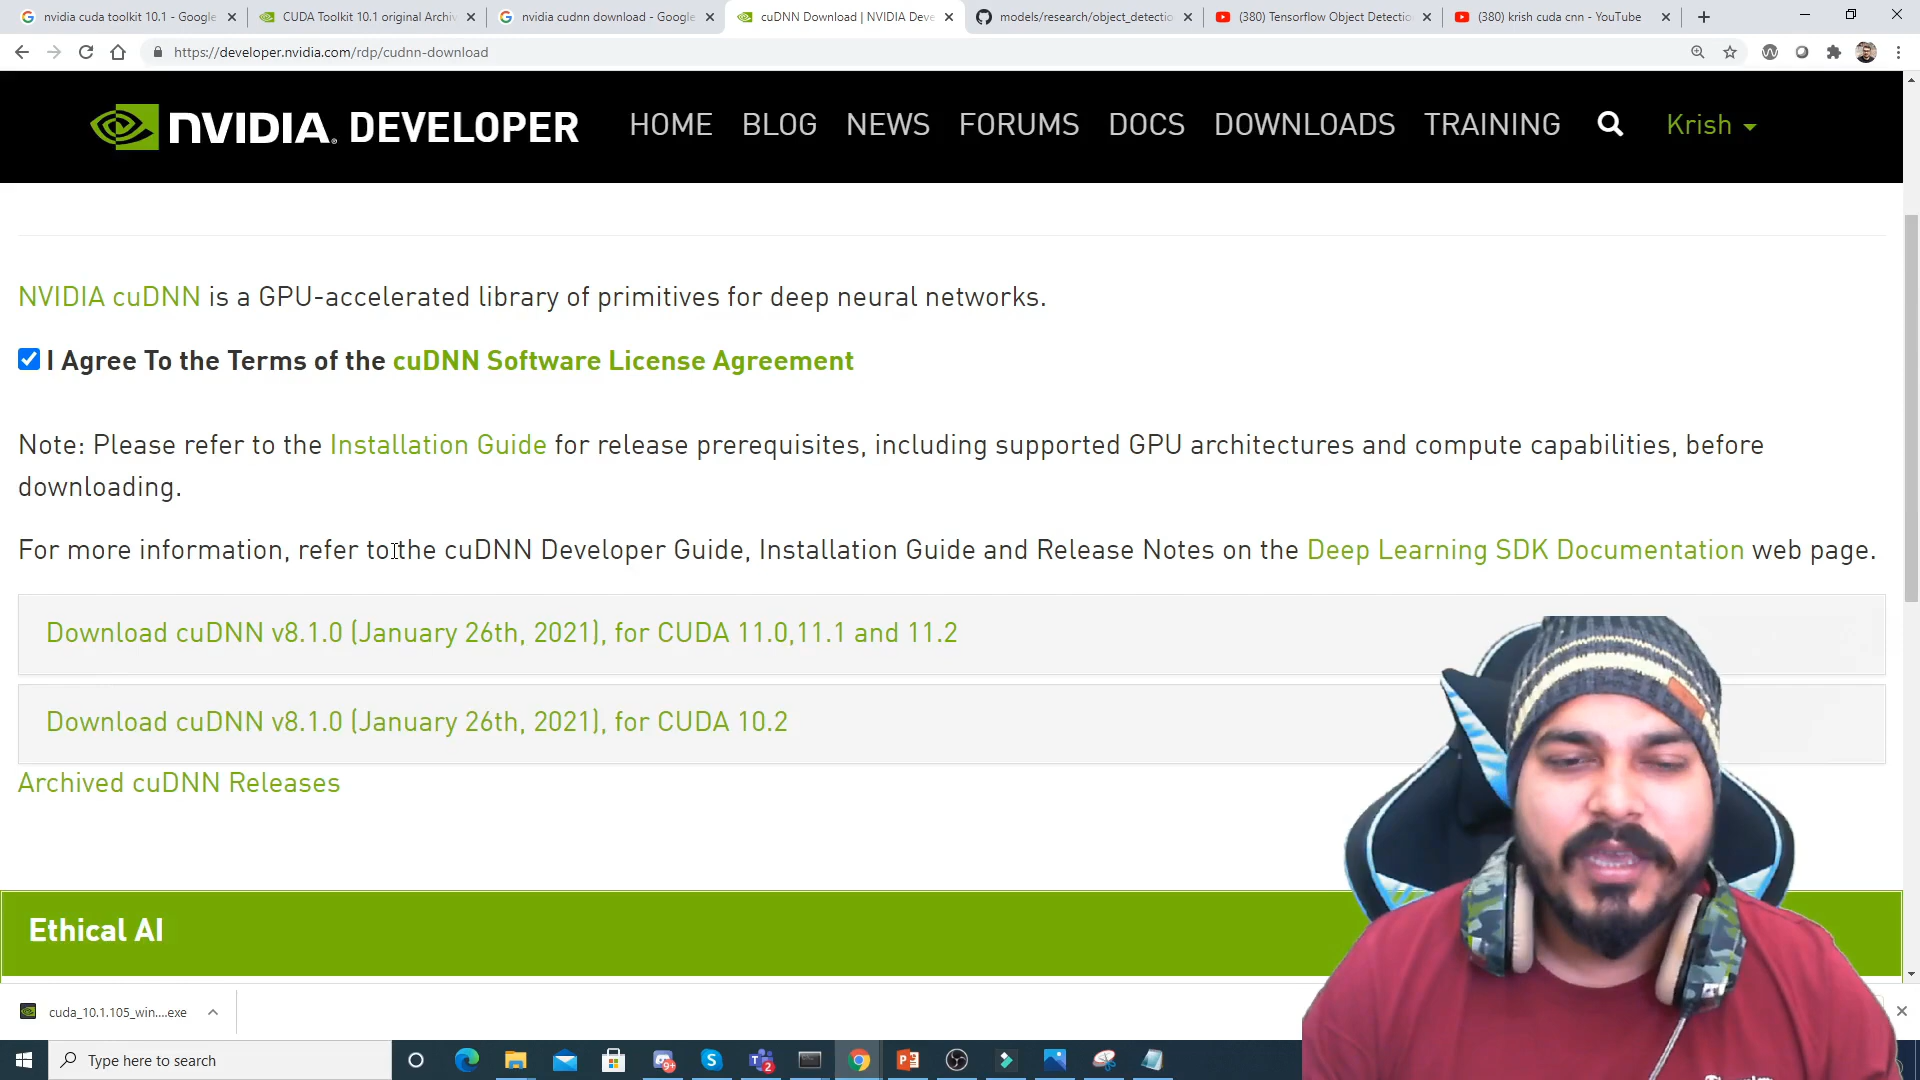 nvidia cuda toolkit 10.1 - Google
CUDA Toolkit 10.1 original Archiv
nvidia cudnn download - Google
cuDNN Download | NVIDIA Deve
models/research/object_detectio
(380) Tensorflow Object Detectio
(380) krish cuda cnn - YouTube
https://developer.nvidia.com/rdp/cudnn-download
NVIDIA DEVELOPER HOME BLOG NEWS FORUMS DOCS DOWNLOADS TRAINING Krish
NVIDIA cuDNN is a GPU-accelerated library of primitives for deep neural networks.
I Agree To the Terms of the cuDNN Software License Agreement
Note: Please refer to the Installation Guide for release prerequisites, including supported GPU architectures and compute capabilities, before
downloading.
For more information, refer to the cuDNN Developer Guide, Installation Guide and Release Notes on the Deep Learning SDK Documentation web page.
Download cuDNN v8.1.0 (January 26th, 2021), for CUDA 11.0,11.1 and 11.2
Download cuDNN v8.1.0 (January 26th, 2021), for CUDA 10.2
Archived cuDNN Releases
Ethical AI
cuda_10.1.105_win....exe
Type here to search